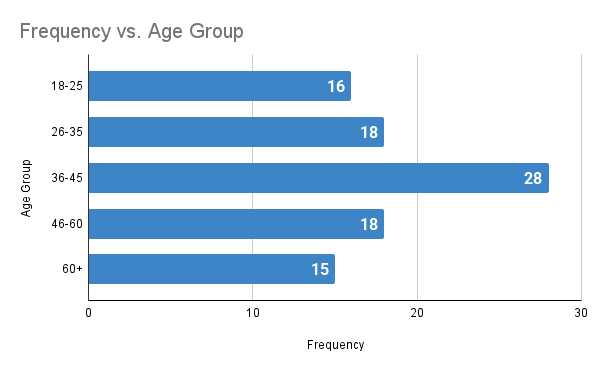 Frequency vs. Age Group
Age Group
18-25
16
26-35
18
36-45
28
46-60
18
60+
15
0 10 20 30
Frequency